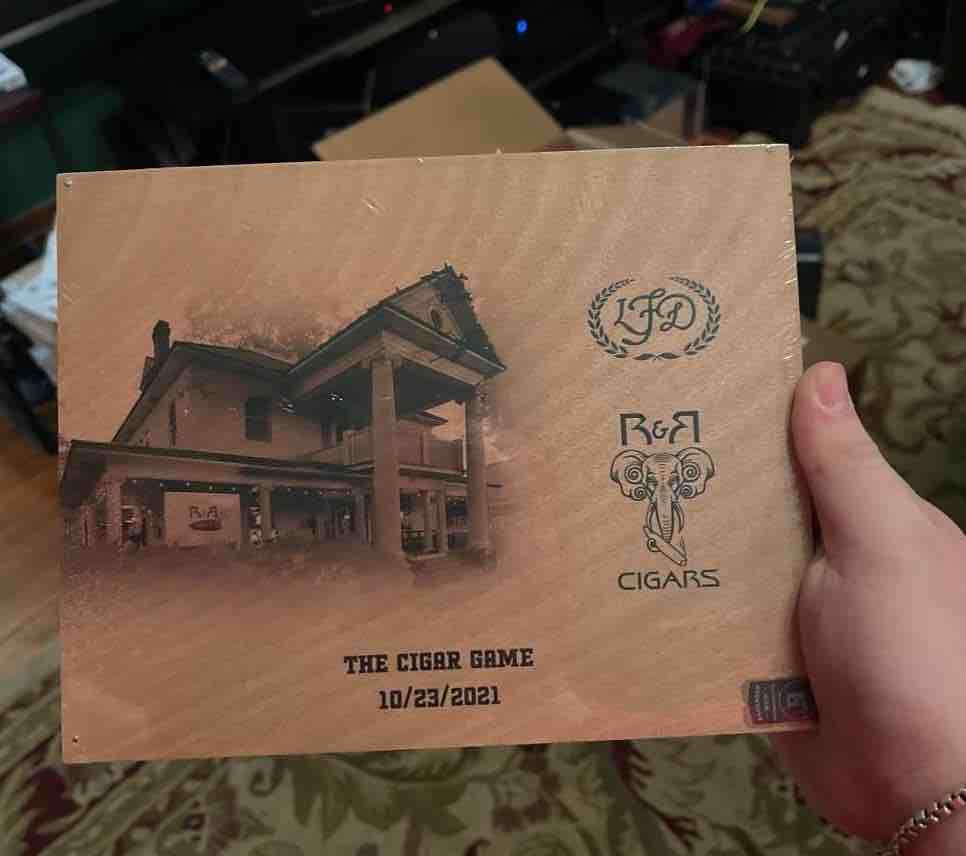 LFD
R&R
CIGARS
R&R
THE CIGAR GAME
10/23/2021